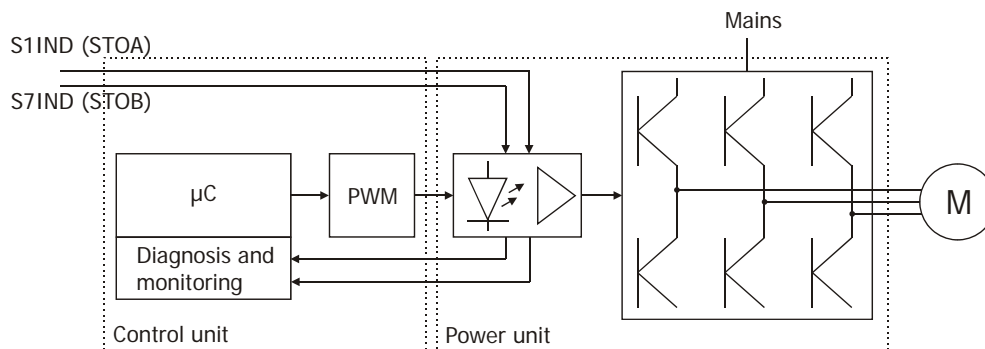 Mains
S1IND (STOA)
S7IND (STOB)
µC
PWM
M
Diagnosis and
monitoring
Control unit
Power unit